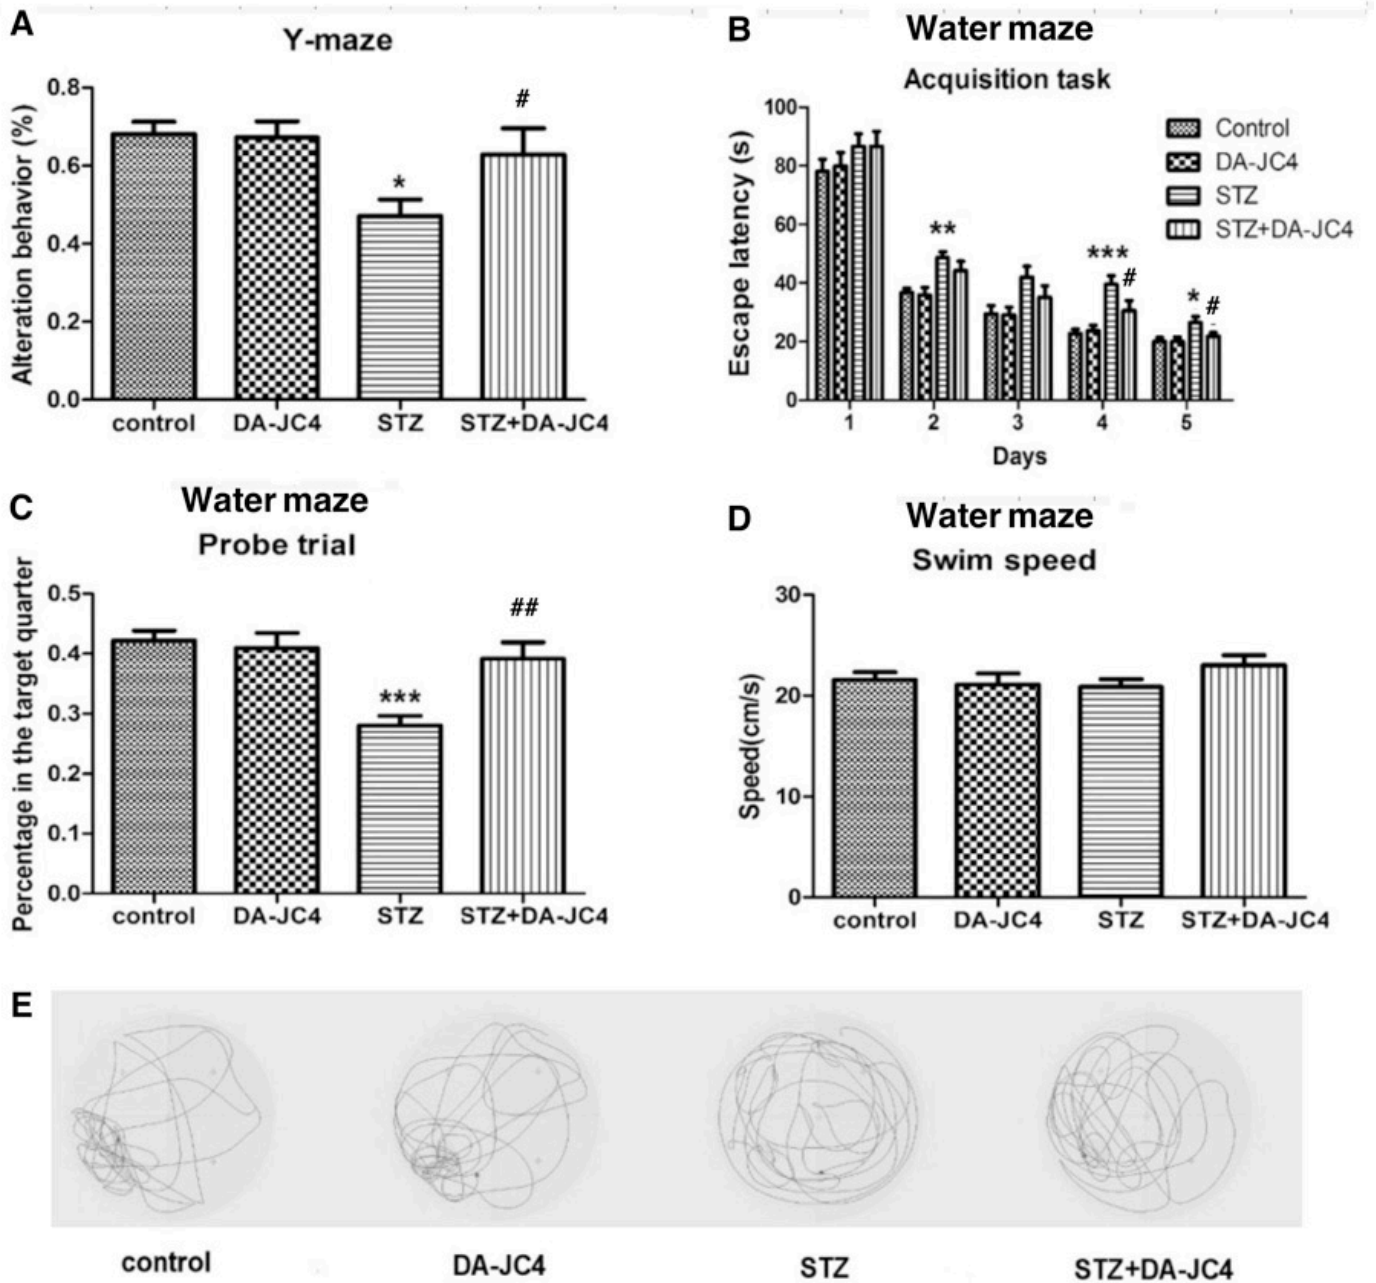 A
Y-maze
Alteration behavior (%)
0.8
0.6
0.4
0.2
0.0
*
#
control
DA-JC4
STZ
STZ+DA-JC4
B
Water maze
Acquisition task
Escape latency (s)
100
80
60
40
20
0
**
***
#
*
#
1
2
3
4
5
Days
Control
DA-JC4
STZ
STZ+DA-JC4
C
Water maze
Probe trial
Percentage in the target quarter
0.5
0.4
0.3
0.2
0.1
0.0
***
##
control
DA-JC4
STZ
STZ+DA-JC4
D
Water maze
Swim speed
Speed(cm/s)
30
20
10
0
control
DA-JC4
STZ
STZ+DA-JC4
E
control
DA-JC4
STZ
STZ+DA-JC4